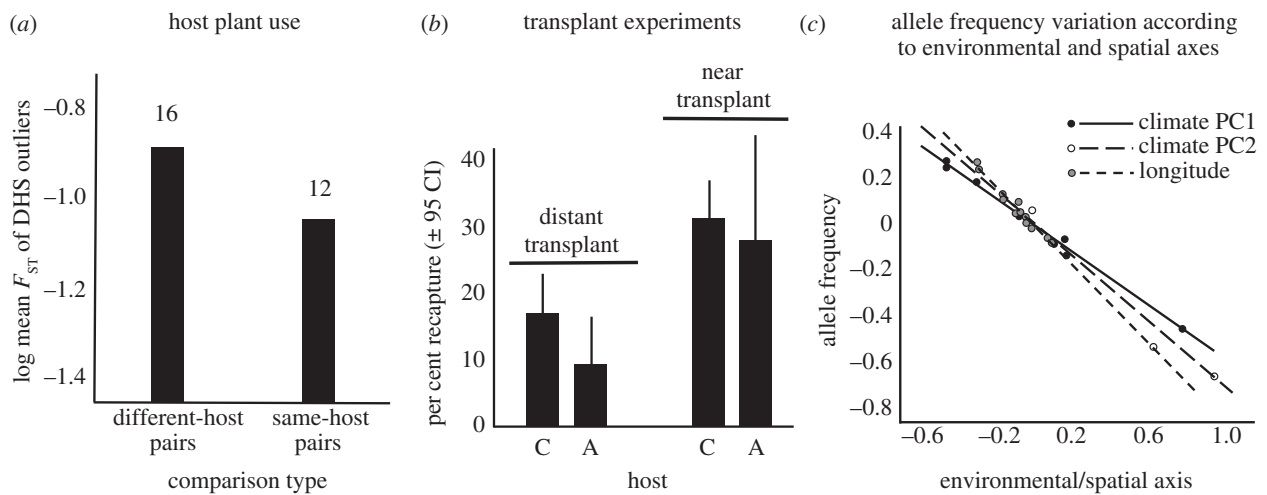 (a)
host plant use
log mean FST of DHS outliers
–0.8
–1.0
–1.2
–1.4
16
12
different-host
pairs
same-host
pairs
comparison type
(b)
transplant experiments
per cent recapture (± 95 CI)
40
30
20
10
0
distant
transplant
near
transplant
C
A
C
A
host
(c)
allele frequency variation according
to environmental and spatial axes
climate PC1
climate PC2
longitude
allele frequency
0.4
0.2
0
–0.2
–0.4
–0.6
–0.8
–0.6
–0.2
0.2
0.6
1.0
environmental/spatial axis